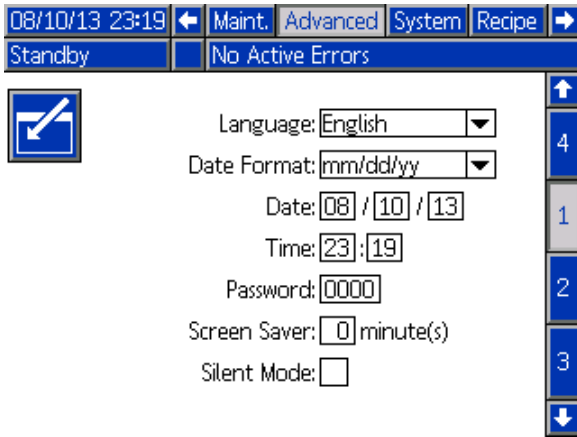 08/10/13 23:19 Maint. Advanced System Recipe
Standby No Active Errors
Language: English
4
Date Format: mm/dd/yy
Date: 08 / 10 / 13
1
Time: 23 : 19
Password: 0000
2
Screen Saver: 0 minute(s)
3
Silent Mode: